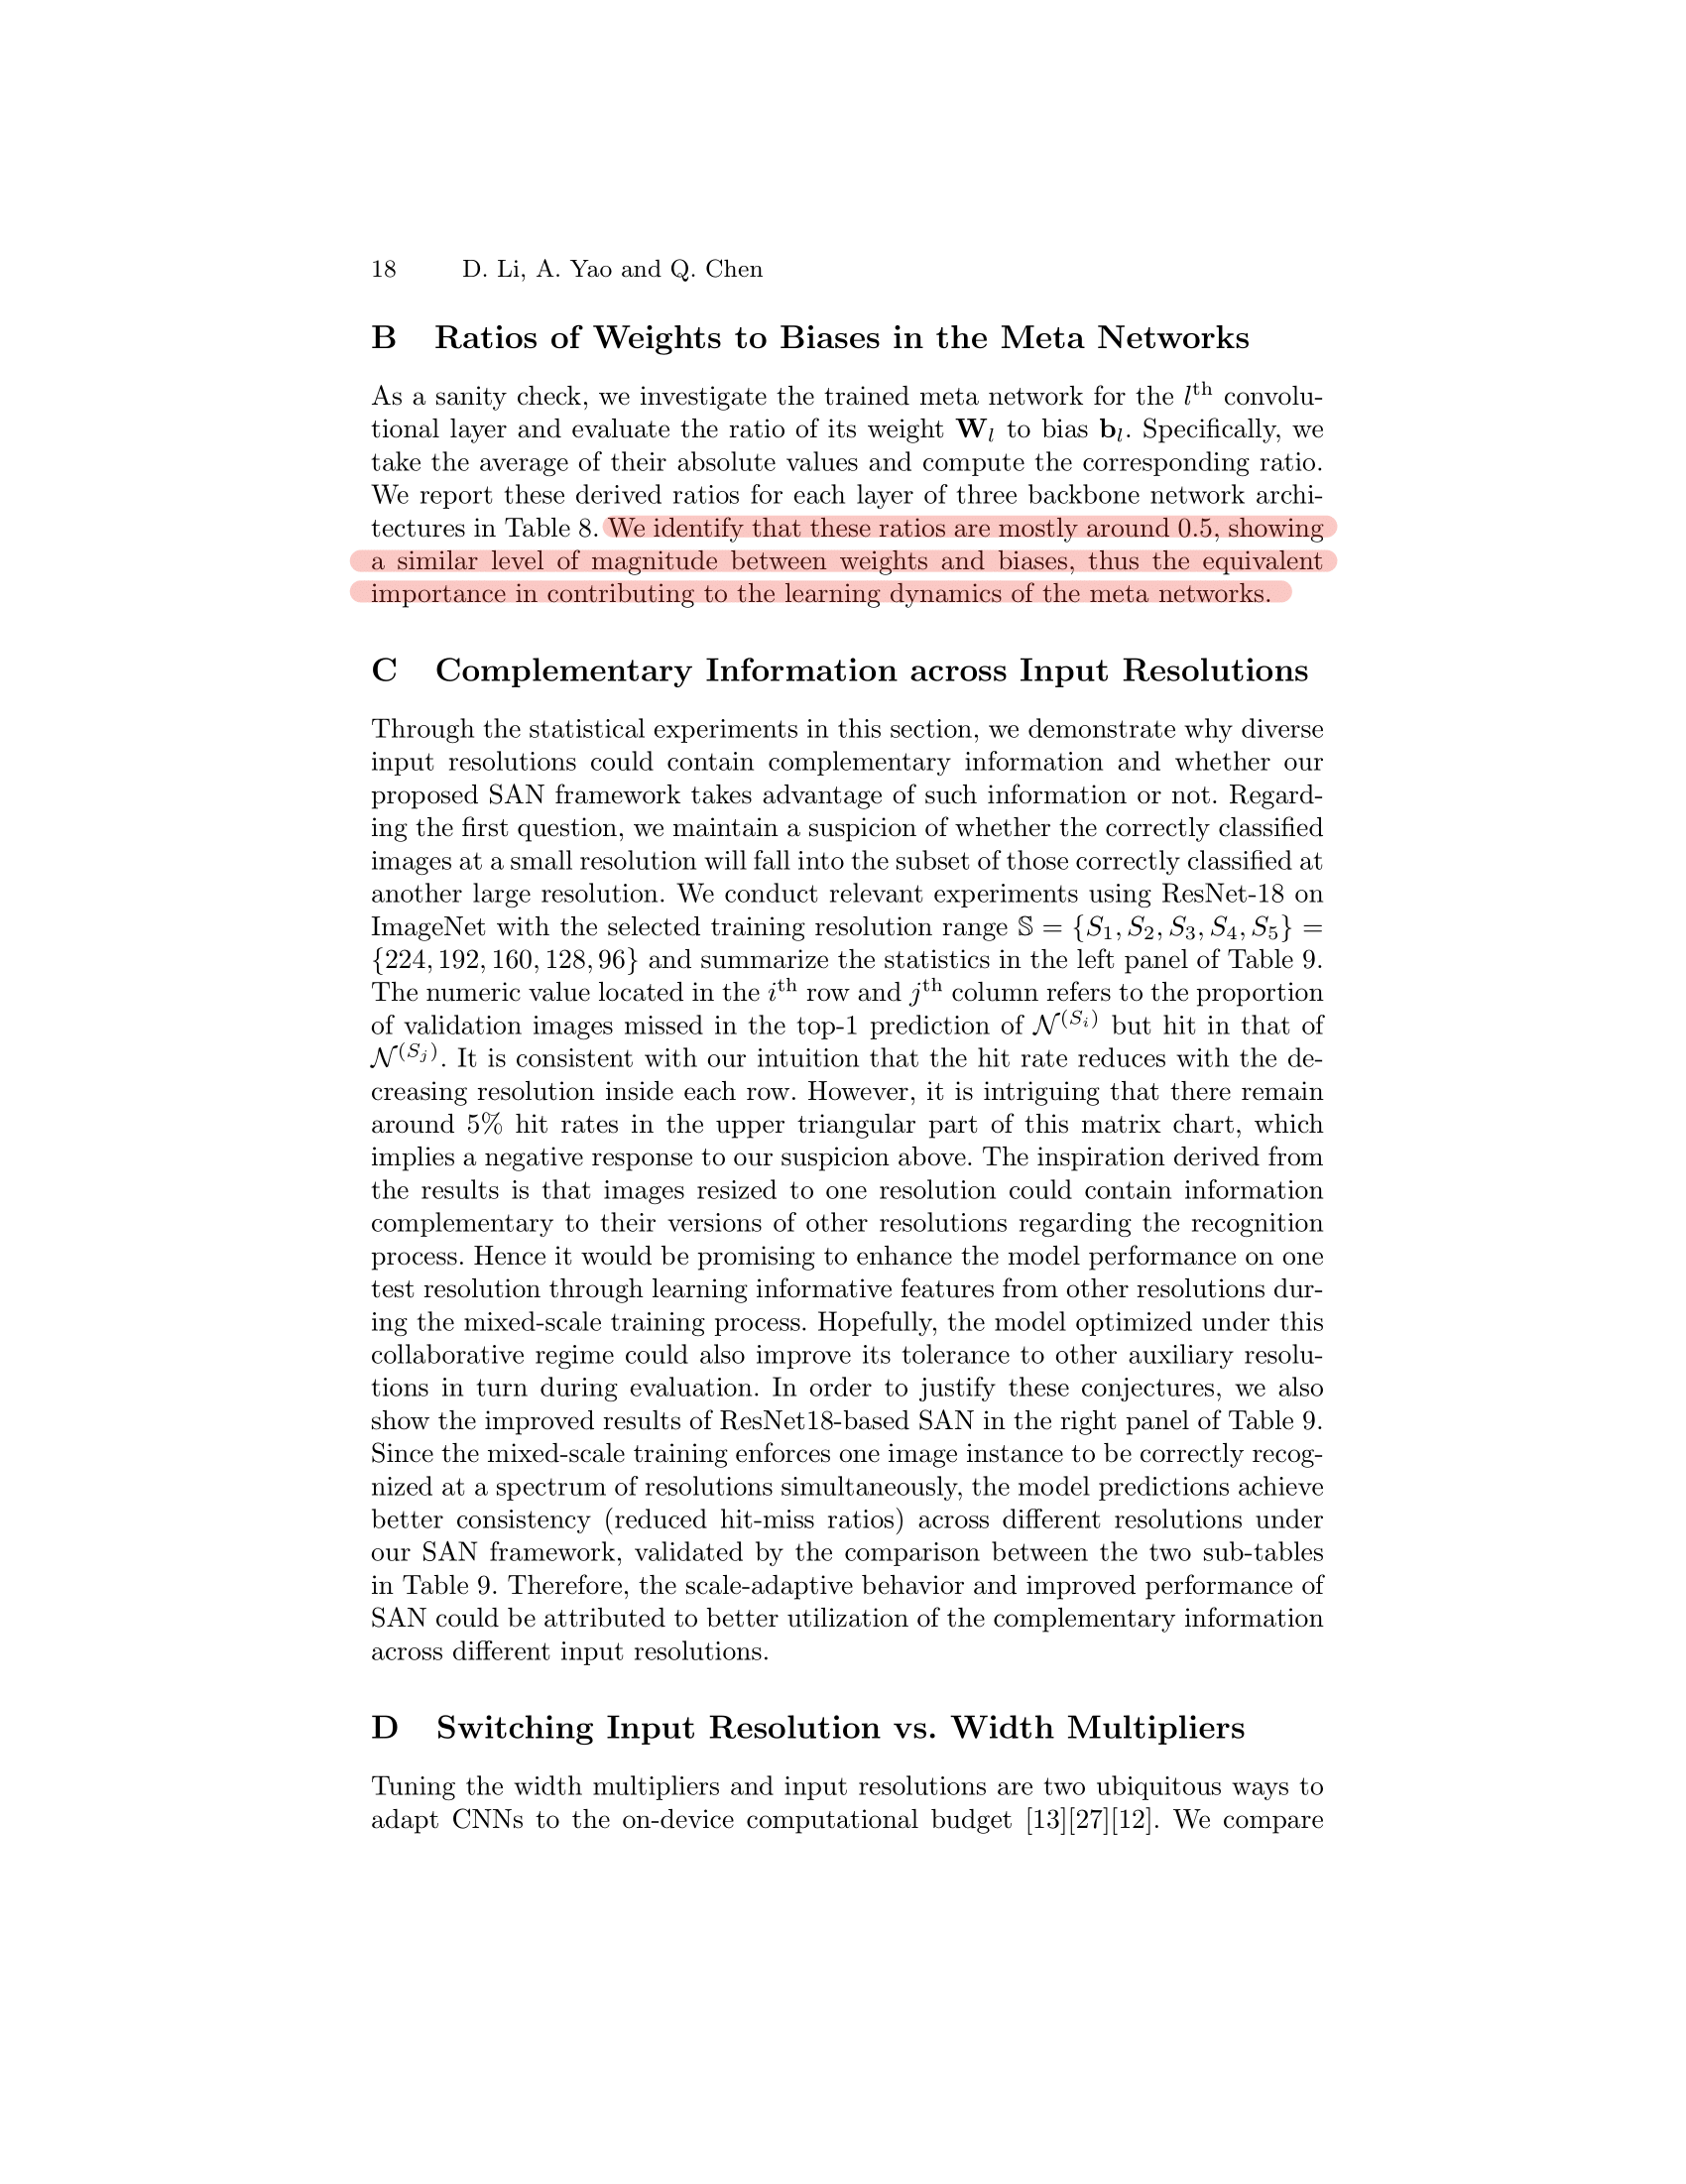 18 D. Li, A. Yao and Q. Chen
B Ratios of Weights to Biases in the Meta Networks
As a sanity check, we investigate the trained meta network for the l^th convolu-
tional layer and evaluate the ratio of its weight W_l to bias b_l. Specifically, we
take the average of their absolute values and compute the corresponding ratio.
We report these derived ratios for each layer of three backbone network archi-
tectures in Table 8. We identify that these ratios are mostly around 0.5, showing
a similar level of magnitude between weights and biases, thus the equivalent
importance in contributing to the learning dynamics of the meta networks.
C Complementary Information across Input Resolutions
Through the statistical experiments in this section, we demonstrate why diverse
input resolutions could contain complementary information and whether our
proposed SAN framework takes advantage of such information or not. Regard-
ing the first question, we maintain a suspicion of whether the correctly classified
images at a small resolution will fall into the subset of those correctly classified at
another large resolution. We conduct relevant experiments using ResNet-18 on
ImageNet with the selected training resolution range 𝕊 = {S_1, S_2, S_3, S_4, S_5} =
{224, 192, 160, 128, 96} and summarize the statistics in the left panel of Table 9.
The numeric value located in the i^th row and j^th column refers to the proportion
of validation images missed in the top-1 prediction of 𝒩^(S_i) but hit in that of
𝒩^(S_j). It is consistent with our intuition that the hit rate reduces with the de-
creasing resolution inside each row. However, it is intriguing that there remain
around 5% hit rates in the upper triangular part of this matrix chart, which
implies a negative response to our suspicion above. The inspiration derived from
the results is that images resized to one resolution could contain information
complementary to their versions of other resolutions regarding the recognition
process. Hence it would be promising to enhance the model performance on one
test resolution through learning informative features from other resolutions dur-
ing the mixed-scale training process. Hopefully, the model optimized under this
collaborative regime could also improve its tolerance to other auxiliary resolu-
tions in turn during evaluation. In order to justify these conjectures, we also
show the improved results of ResNet18-based SAN in the right panel of Table 9.
Since the mixed-scale training enforces one image instance to be correctly recog-
nized at a spectrum of resolutions simultaneously, the model predictions achieve
better consistency (reduced hit-miss ratios) across different resolutions under
our SAN framework, validated by the comparison between the two sub-tables
in Table 9. Therefore, the scale-adaptive behavior and improved performance of
SAN could be attributed to better utilization of the complementary information
across different input resolutions.
D Switching Input Resolution vs. Width Multipliers
Tuning the width multipliers and input resolutions are two ubiquitous ways to
adapt CNNs to the on-device computational budget [13][27][12]. We compare